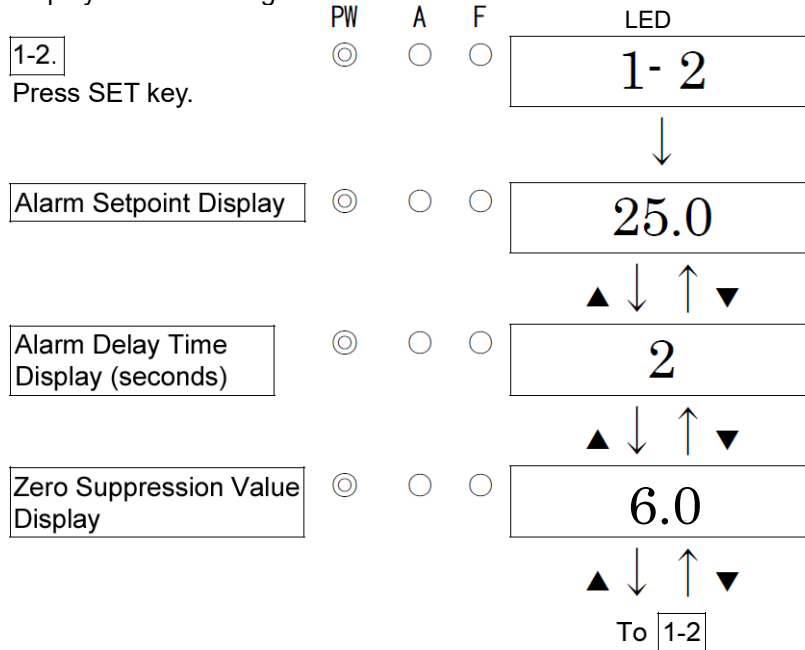 PW A F LED
1-2.
Press SET key.
1- 2
↓
Alarm Setpoint Display
25.0
▲ ↓ ↑ ▼
Alarm Delay Time
Display (seconds)
2
▲ ↓ ↑ ▼
Zero Suppression Value
Display
6.0
▲ ↓ ↑ ▼
To 1-2